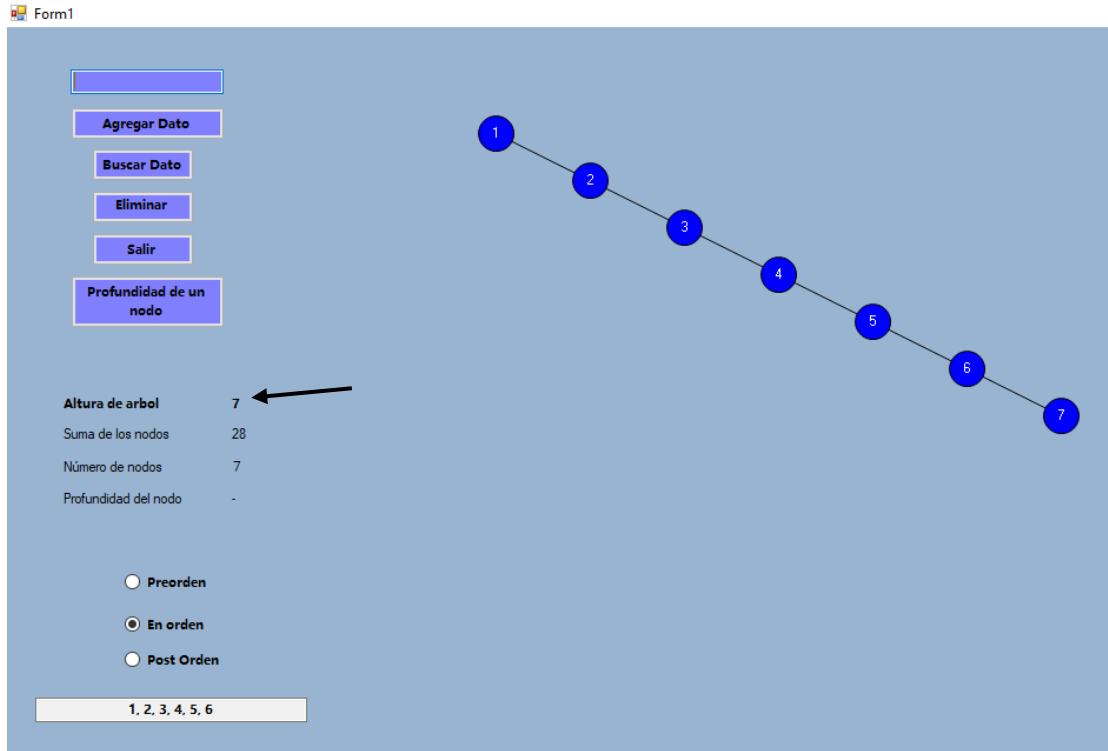 Form1
Agregar Dato
Buscar Dato
Eliminar
Salir
Profundidad de un
nodo
Altura de arbol 7
Suma de los nodos 28
Número de nodos 7
Profundidad del nodo -
Preorden
En orden
Post Orden
1, 2, 3, 4, 5, 6
1
2
3
4
5
6
7